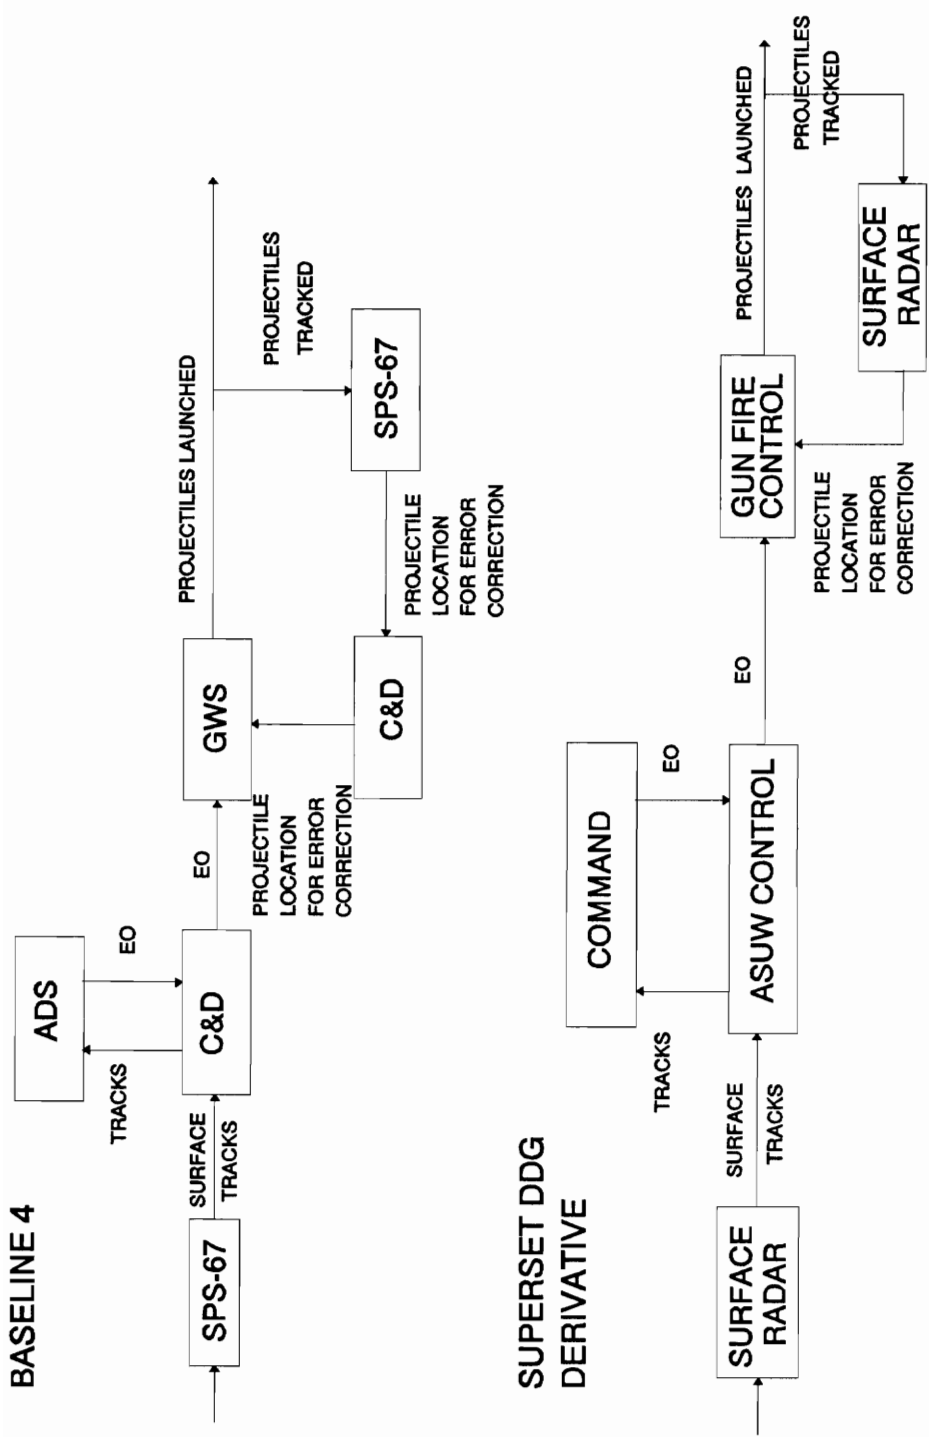 BASELINE 4
SPS-67
SURFACE
TRACKS
C&D
TRACKS
ADS
EO
EO
GWS
PROJECTILES LAUNCHED
PROJECTILES
TRACKED
SPS-67
PROJECTILE
LOCATION
FOR ERROR
CORRECTION
C&D
PROJECTILE
LOCATION
FOR ERROR
CORRECTION
SUPERSET DDG
DERIVATIVE
SURFACE
RADAR
SURFACE
TRACKS
ASUW CONTROL
TRACKS
COMMAND
EO
EO
GUN FIRE
CONTROL
PROJECTILES LAUNCHED
PROJECTILES
TRACKED
SURFACE
RADAR
PROJECTILE
LOCATION
FOR ERROR
CORRECTION